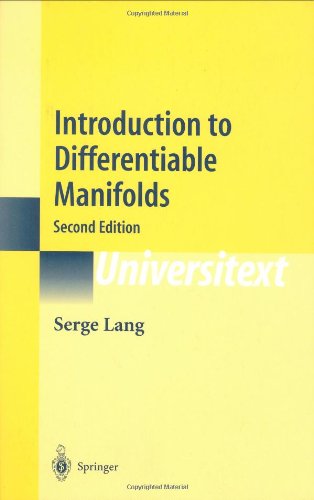 Introduction to
Differentiable
Manifolds
Second Edition
Universitext
Serge Lang
Springer